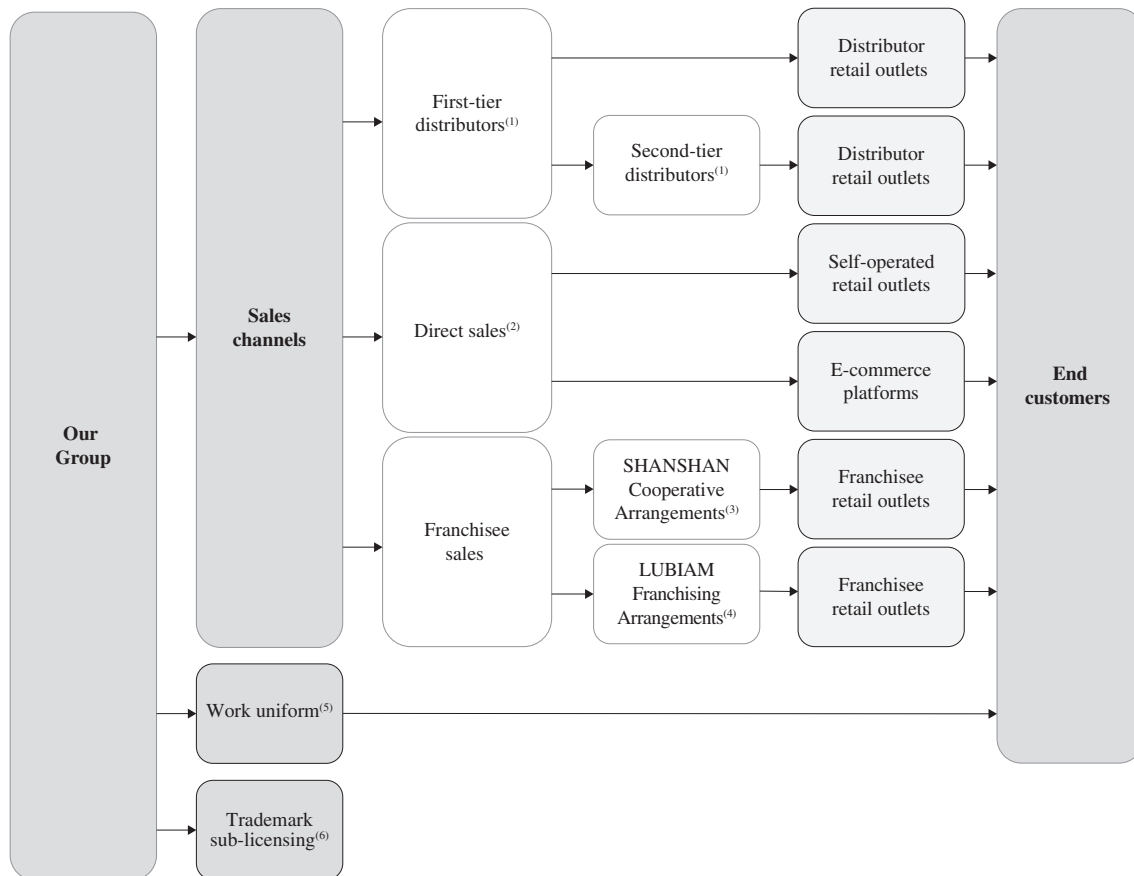 Our
Group
Sales
channels
First-tier
distributors(1)
Distributor
retail outlets
Second-tier
distributors(1)
Distributor
retail outlets
Direct sales(2)
Self-operated
retail outlets
E-commerce
platforms
Franchisee
sales
SHANSHAN
Cooperative
Arrangements(3)
Franchisee
retail outlets
LUBIAM
Franchising
Arrangements(4)
Franchisee
retail outlets
End
customers
Work uniform(5)
Trademark
sub-licensing(6)